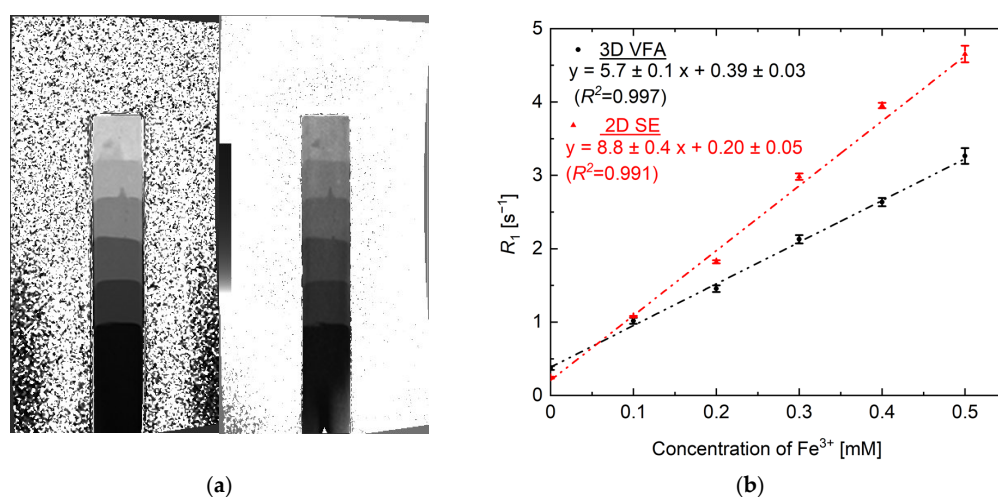 5
3D VFA
y = 5.7 ± 0.1 x + 0.39 ± 0.03
(R²=0.997)
4
2D SE
y = 8.8 ± 0.4 x + 0.20 ± 0.05
(R²=0.991)
3
R₁ [s⁻¹]
2
1
0
0 0.1 0.2 0.3 0.4 0.5
Concentration of Fe³⁺ [mM]
(a) (b)